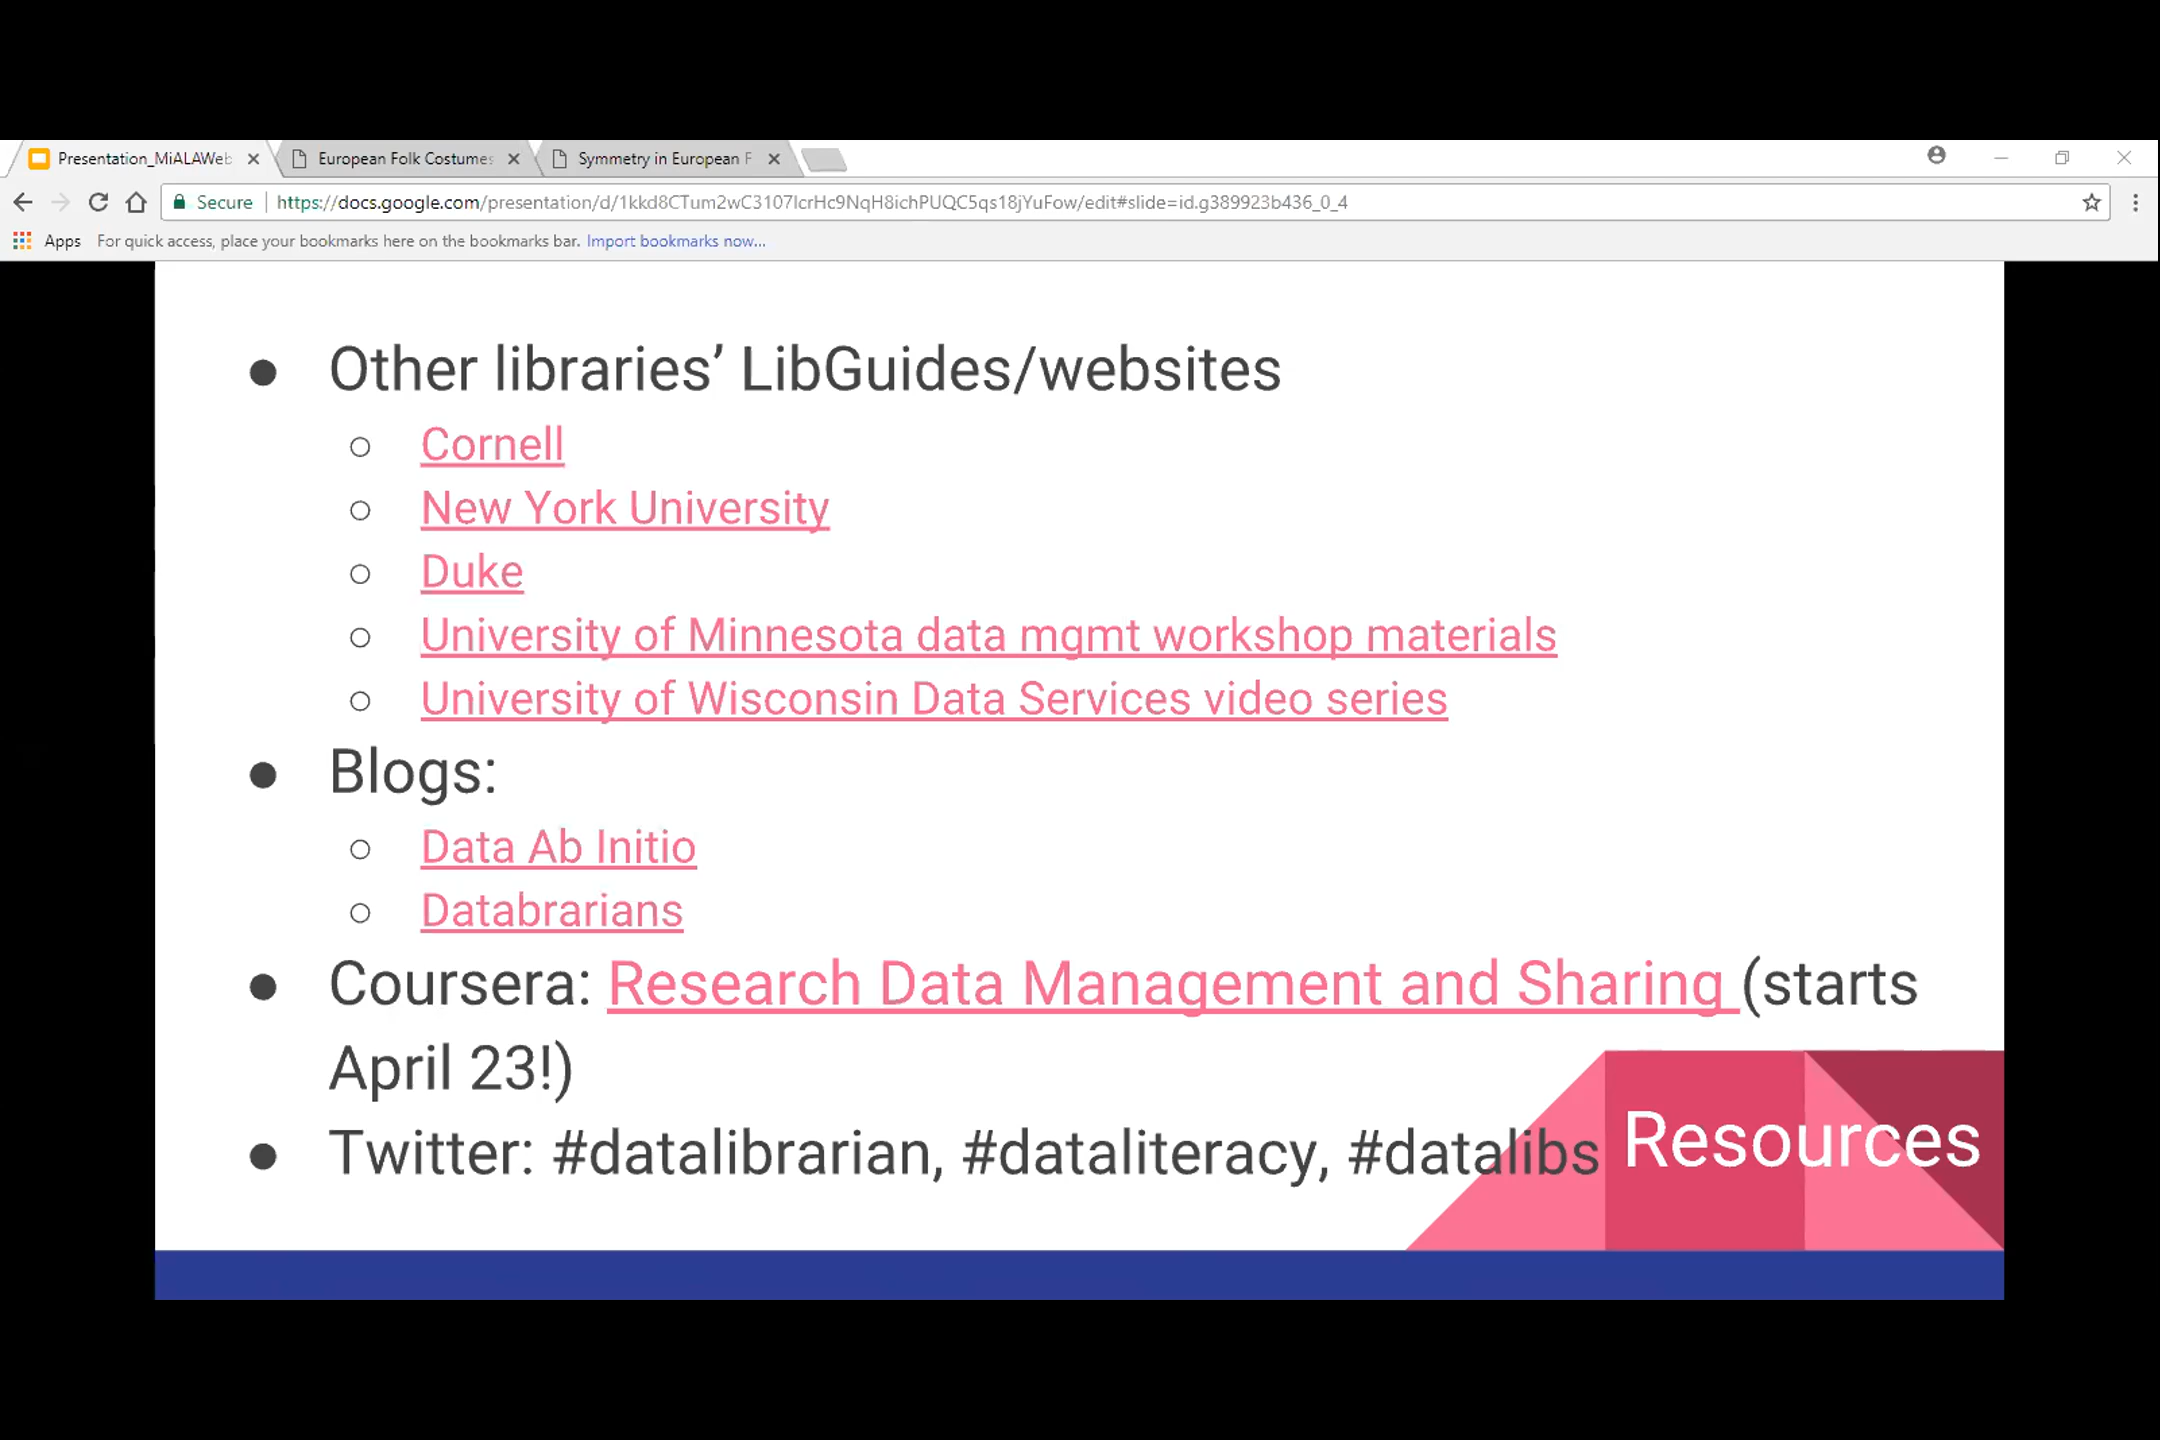 Presentation_MiALAWeb
European Folk Costumes
Symmetry in European F
Secure
https://docs.google.com/presentation/d/1kkd8CTum2wC3107IcrHc9NqH8ichPUQC5qs18jYuFow/edit#slide=id.g389923b436_0_4
Apps For quick access, place your bookmarks here on the bookmarks bar. Import bookmarks now...
Other libraries’ LibGuides/websites
Cornell
New York University
Duke
University of Minnesota data mgmt workshop materials
University of Wisconsin Data Services video series
Blogs:
Data Ab Initio
Databrarians
Coursera: Research Data Management and Sharing (starts
April 23!)
Twitter: #datalibrarian, #dataliteracy, #datalibs
Resources